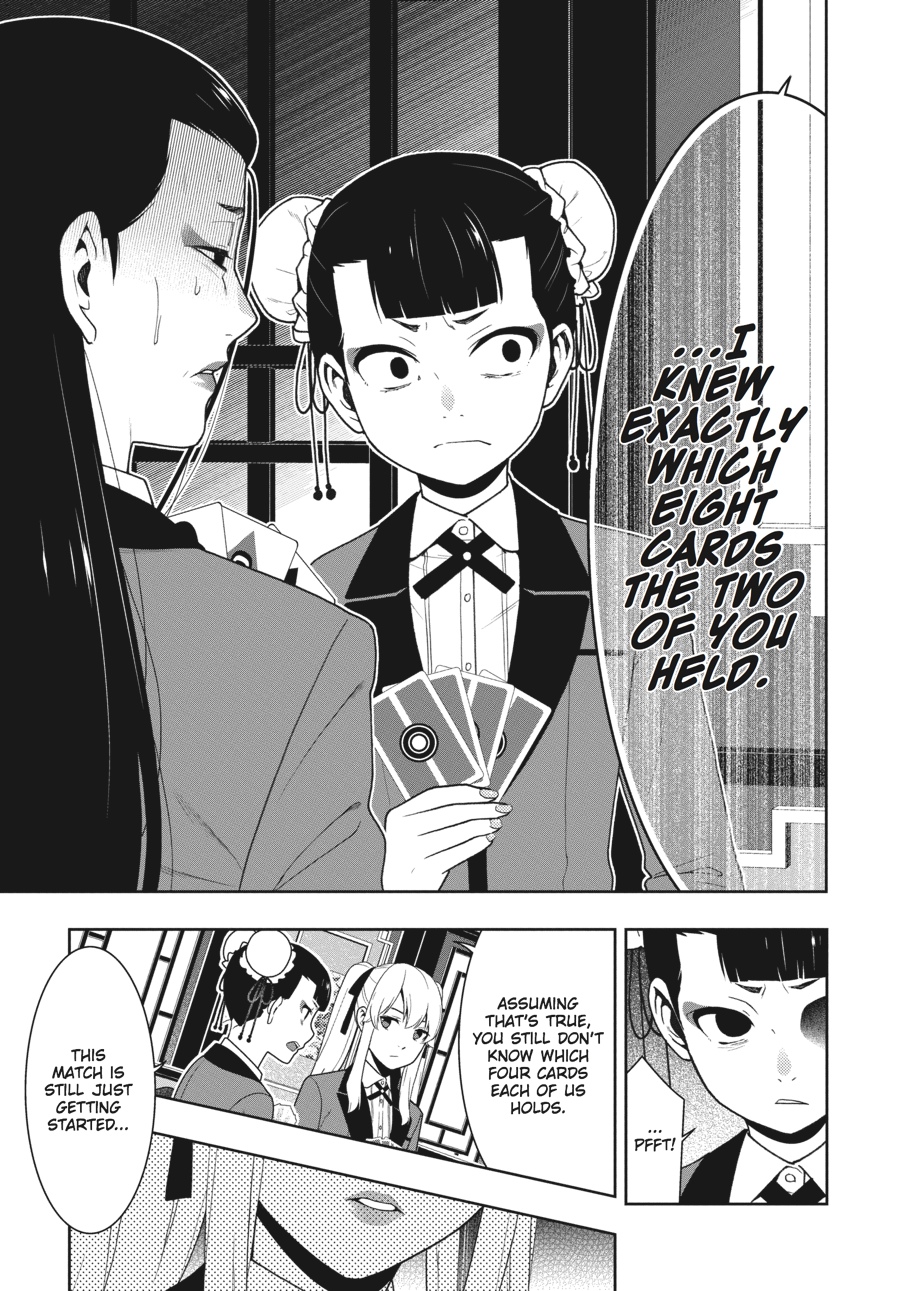 ...I
KNEW
EXACTLY
WHICH
EIGHT
CARDS
THE TWO
OF YOU
HELD.
...
PFFT!
ASSUMING
THAT'S TRUE,
YOU STILL DON'T
KNOW WHICH
FOUR CARDS
EACH OF US
HOLDS.
THIS
MATCH IS
STILL JUST
GETTING
STARTED...